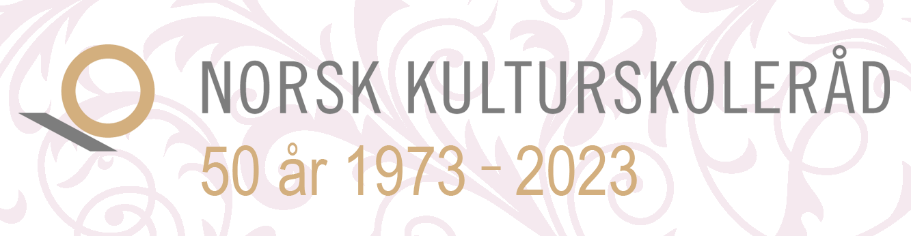 NORSK KULTURSKOLERÅD
50 år 1973 – 2023